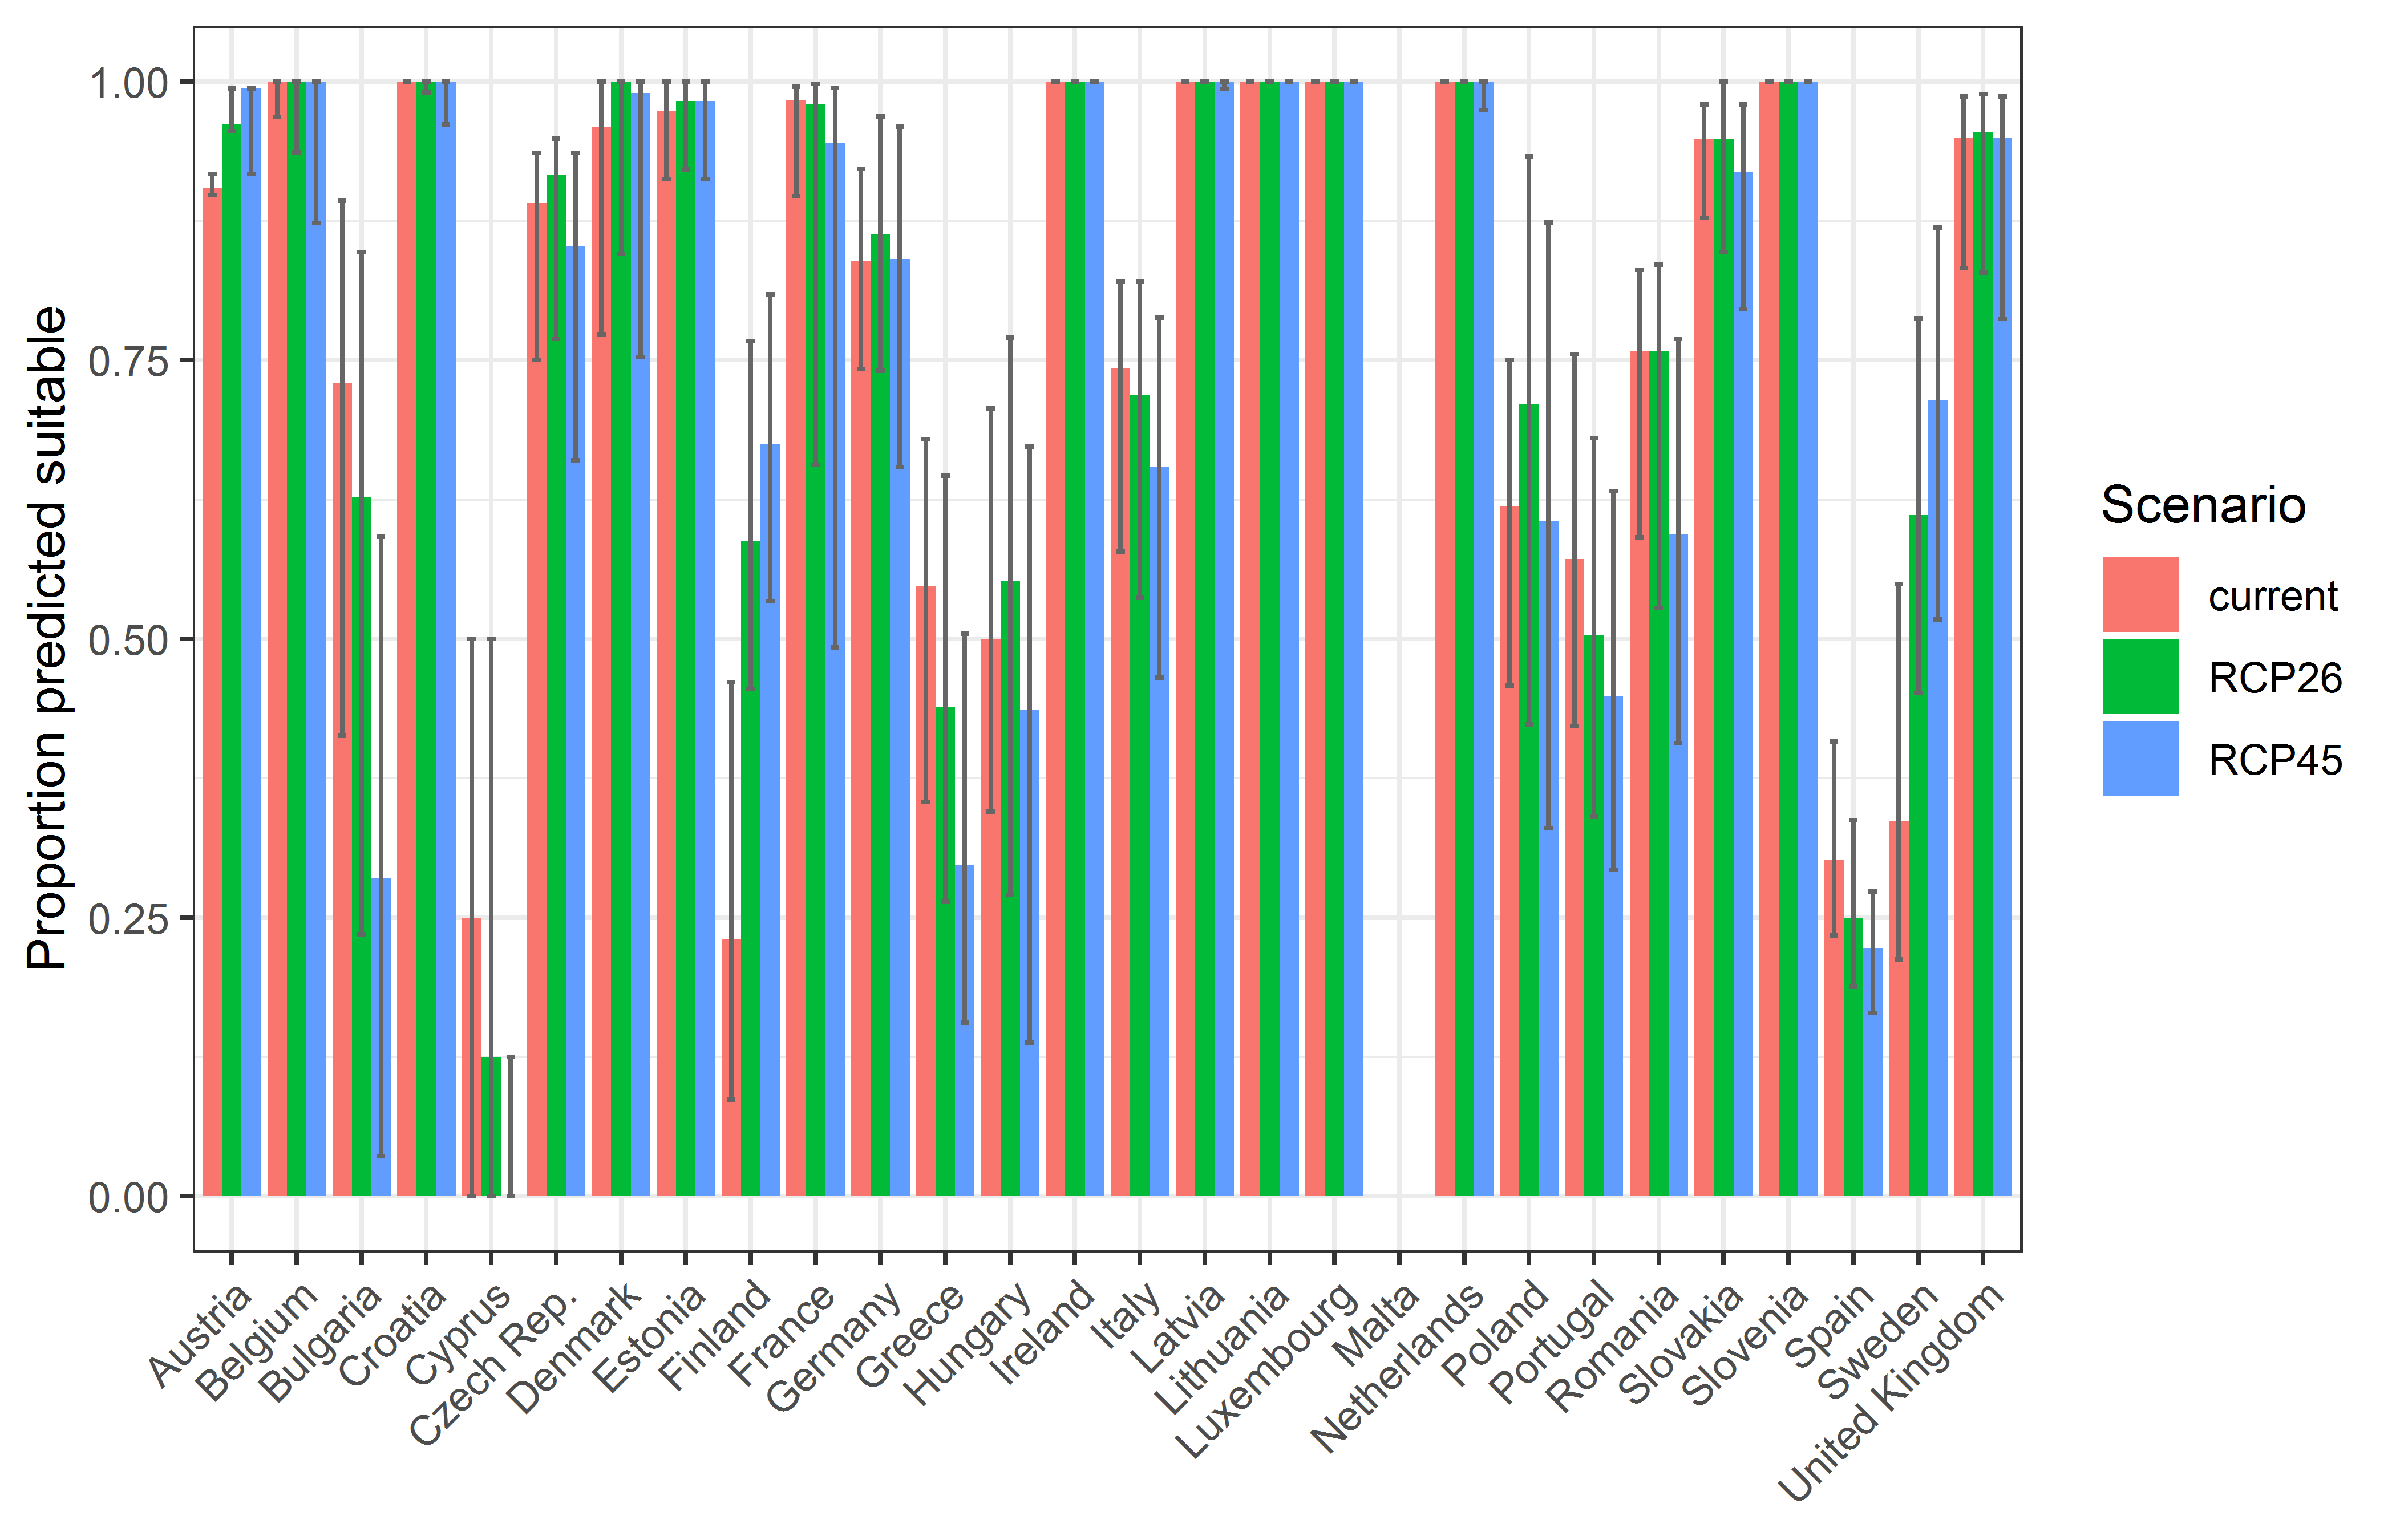 Proportion predicted suitable
1.00
0.75
0.50
0.25
0.00
Austria
Belgium
Bulgaria
Croatia
Cyprus
Czech Rep.
Denmark
Estonia
Finland
France
Germany
Greece
Hungary
Ireland
Italy
Latvia
Lithuania
Luxembourg
Malta
Netherlands
Poland
Portugal
Romania
Slovakia
Slovenia
Spain
Sweden
United Kingdom
Scenario
current
RCP26
RCP45